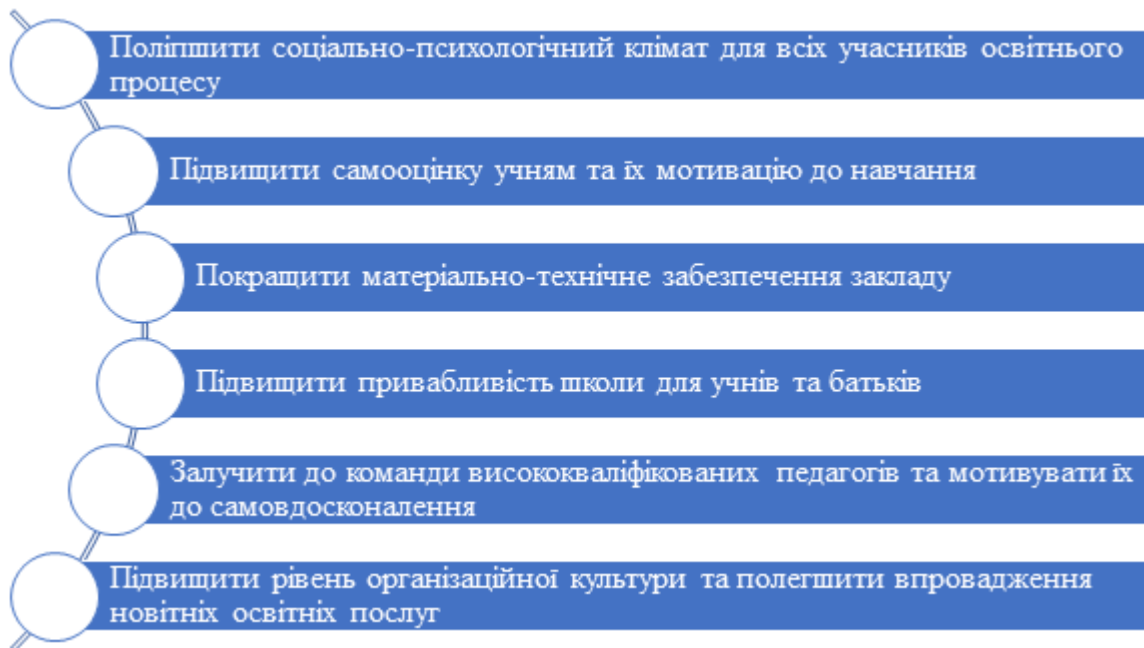 Поліпшити соціально-психологічний клімат для всіх учасників освітнього
процесу
Підвищити самооцінку учням та їх мотивацію до навчання
Покращити матеріально-технічне забезпечення закладу
Підвищити привабливість школи для учнів та батьків
Залучити до команди висококваліфікованих педагогів та мотивувати їх
до самовдосконалення
Підвищити рівень організаційної культури та полегшити впровадження
новітніх освітніх послуг